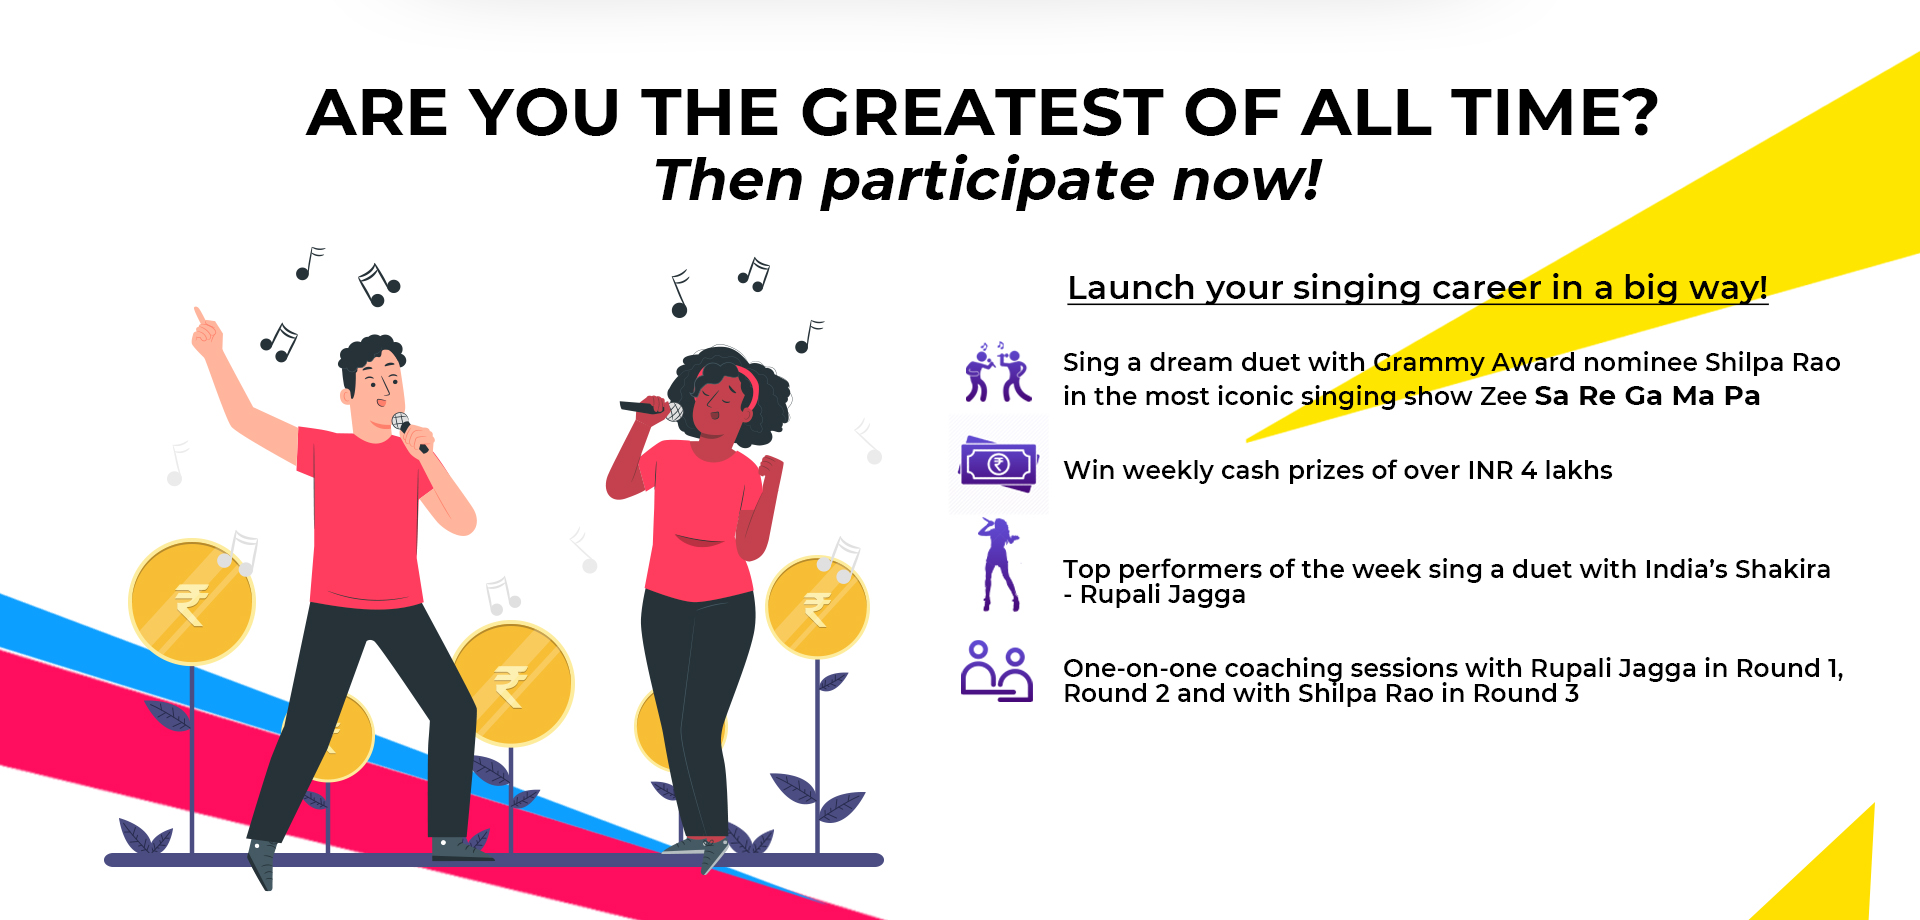 ARE YOU THE GREATEST OF ALL TIME?
Then participate now!
Launch your singing career in a big way!
Sing a dream duet with Grammy Award nominee Shilpa Rao
in the most iconic singing show Zee Sa Re Ga Ma Pa
Win weekly cash prizes of over INR 4 lakhs
Top performers of the week sing a duet with India’s Shakira
- Rupali Jagga
One-on-one coaching sessions with Rupali Jagga in Round 1,
Round 2 and with Shilpa Rao in Round 3